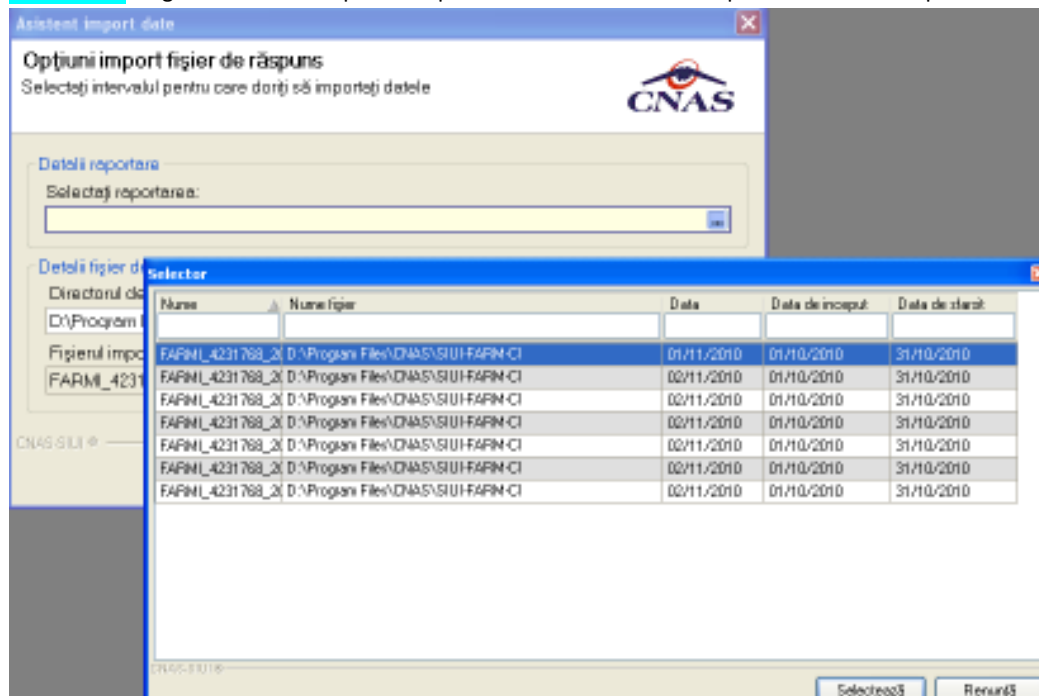 Asistent import date
Opțiuni import fișier de răspuns
Selectați intervalul pentru care doriți să importați datele
CNAS
Detalii raportare
Selectați raportarea:
...
Detalii fișier d
Directorul de
D:\Program
Fișierul impo
FARMI_4231
CNAS-SIUI ®
Selector
Nume Nume fișier Data Data de inceput Data de sfarsit
FARMI_4231768_20 D:\Program Files\CNAS\SIUI-FARM-CI 01/11/2010 01/10/2010 31/10/2010
FARMI_4231768_20 D:\Program Files\CNAS\SIUI-FARM-CI 02/11/2010 01/10/2010 31/10/2010
FARMI_4231768_20 D:\Program Files\CNAS\SIUI-FARM-CI 02/11/2010 01/10/2010 31/10/2010
FARMI_4231768_20 D:\Program Files\CNAS\SIUI-FARM-CI 02/11/2010 01/10/2010 31/10/2010
FARMI_4231768_20 D:\Program Files\CNAS\SIUI-FARM-CI 02/11/2010 01/10/2010 31/10/2010
FARMI_4231768_20 D:\Program Files\CNAS\SIUI-FARM-CI 02/11/2010 01/10/2010 31/10/2010
FARMI_4231768_20 D:\Program Files\CNAS\SIUI-FARM-CI 02/11/2010 01/10/2010 31/10/2010
CNAS-SIUI®
Selectează Renunță